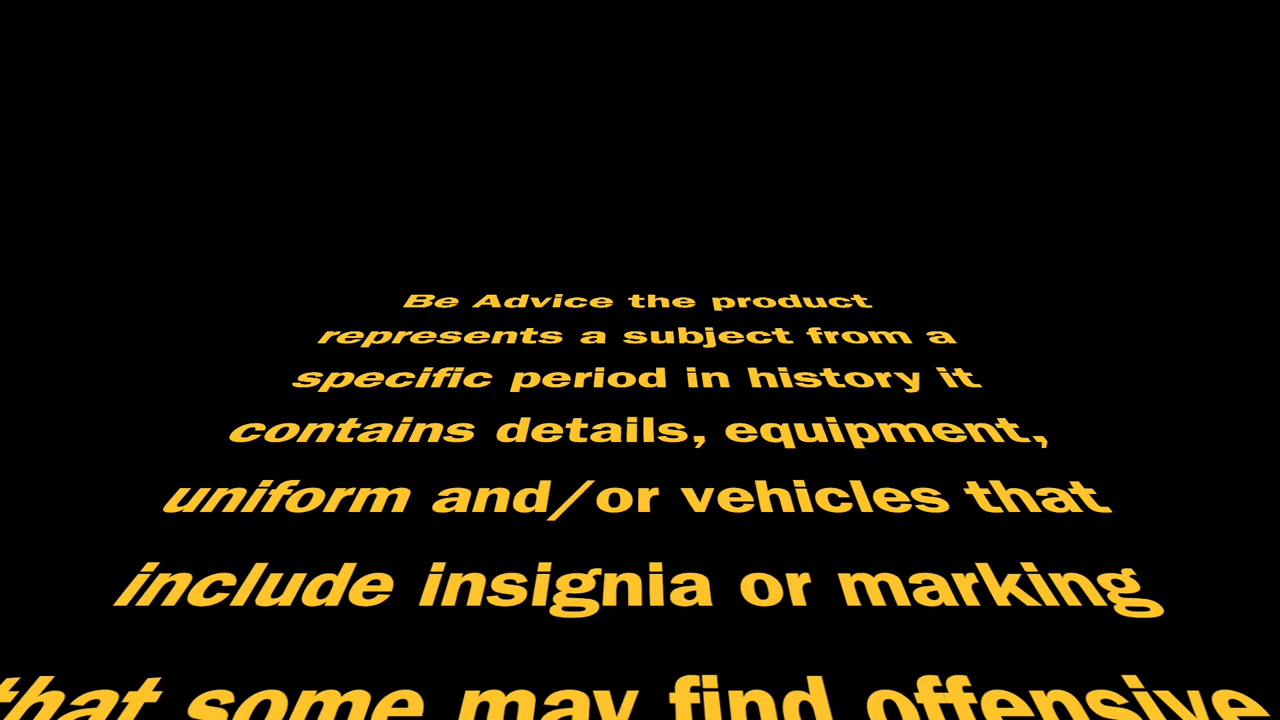 Be Advice the product
represents a subject from a
specific period in history it
contains details, equipment,
uniform and/or vehicles that
include insignia or marking
that some may find offensive